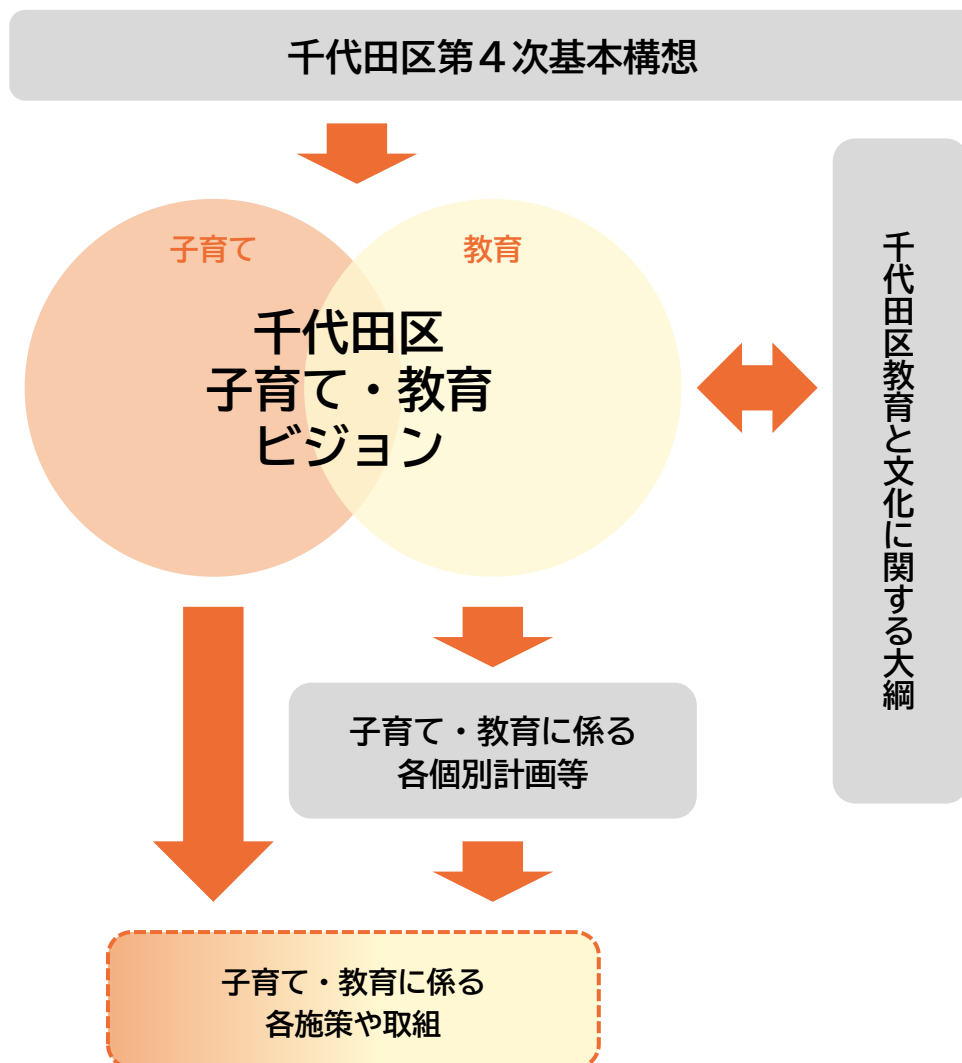 千代田区第４次基本構想
子育て
教育
千代田区
子育て・教育
ビジョン
千代田区教育と文化に関する大綱
子育て・教育に係る
各個別計画等
子育て・教育に係る
各施策や取組